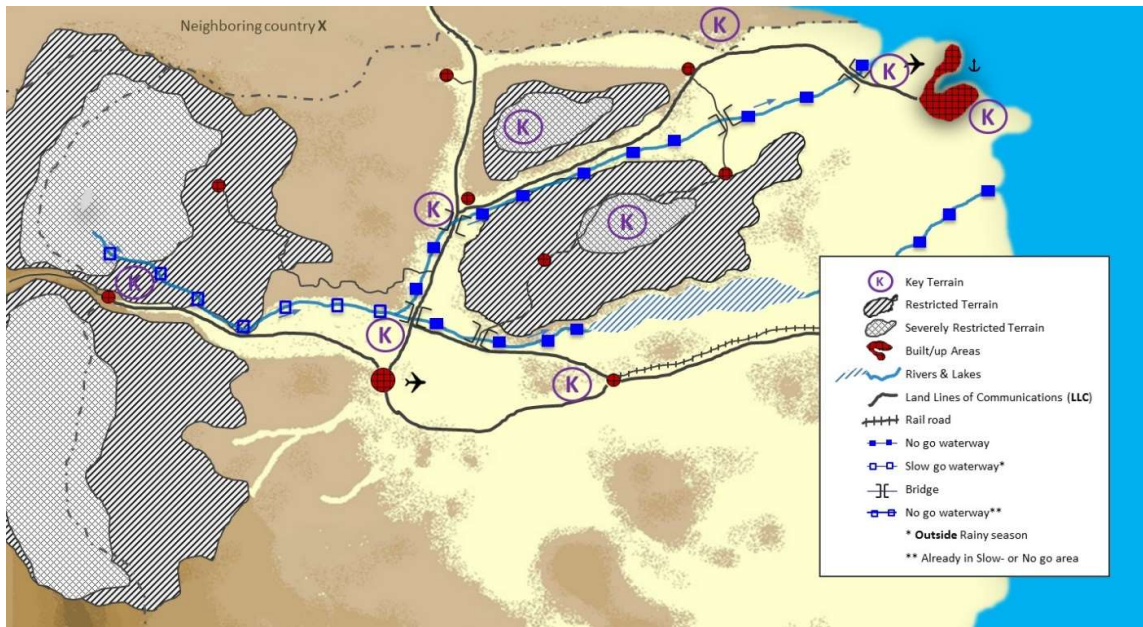 Neighboring country X
K
K
K
K
K
K
K
K
K
K Key Terrain
Restricted Terrain
Severely Restricted Terrain
Built/up Areas
Rivers & Lakes
Land Lines of Communications (LLC)
Rail road
No go waterway
Slow go waterway*
Bridge
No go waterway**
* Outside Rainy season
** Already in Slow- or No go area